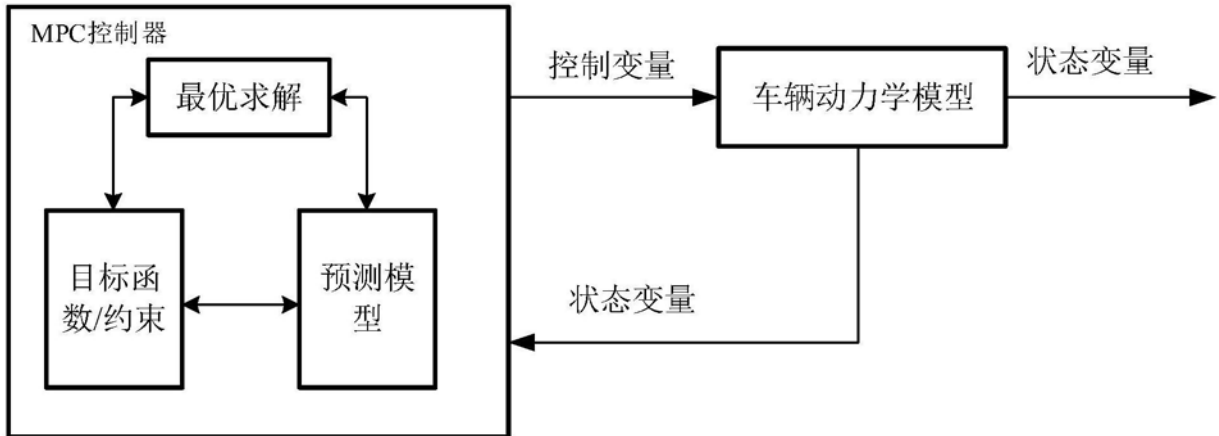 MPC控制器
最优求解
目标函
数/约束
预测模
型
控制变量
车辆动力学模型
状态变量
状态变量